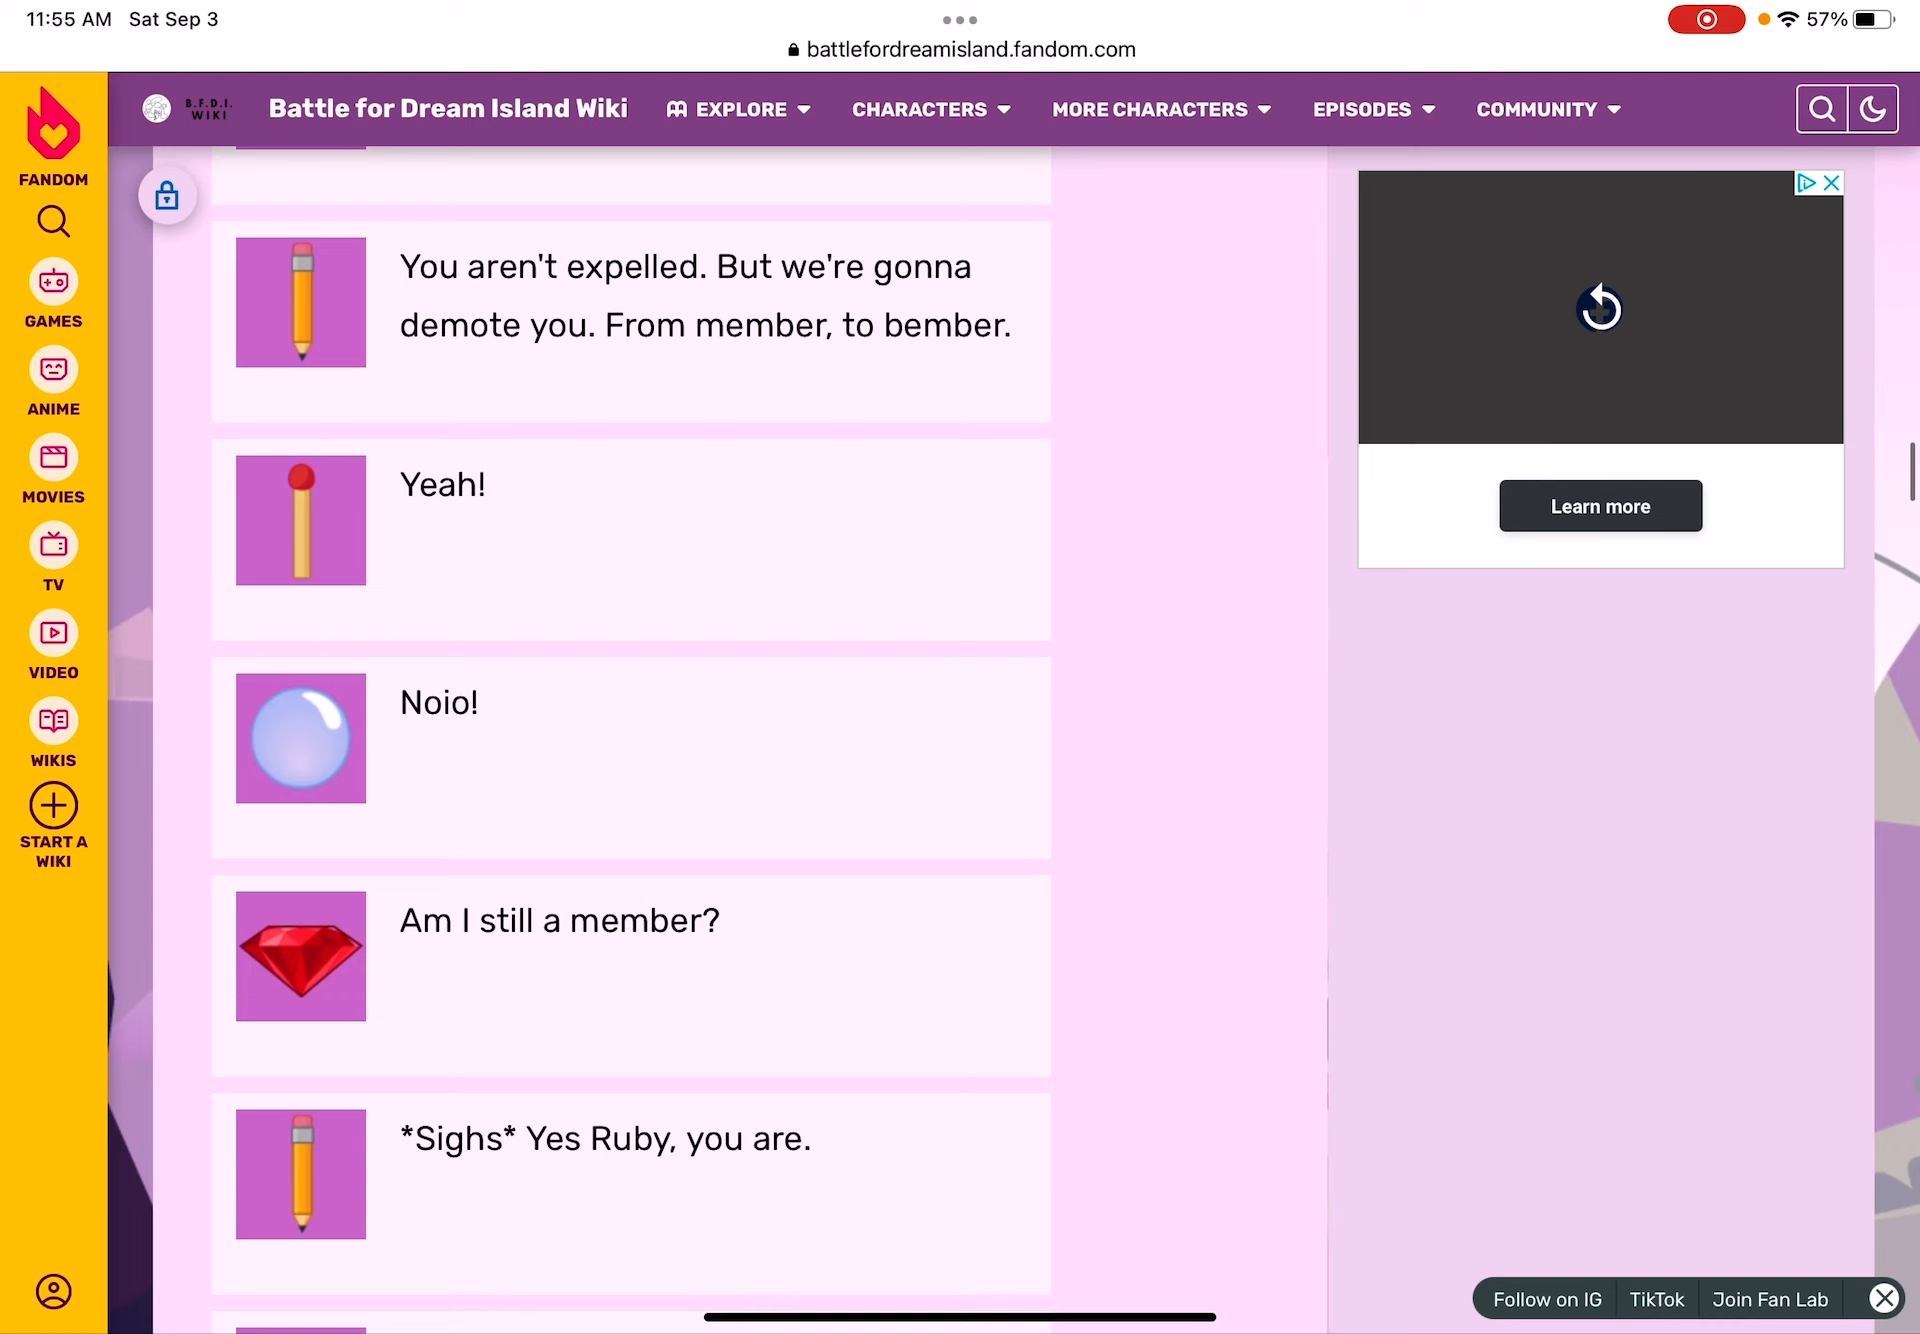 11:55 AM Sat Sep 3
57%
battlefordreamisland.fandom.com
B.F.D.I.
WIKI
Battle for Dream Island Wiki
EXPLORE
CHARACTERS
MORE CHARACTERS
EPISODES
COMMUNITY
FANDOM
GAMES
ANIME
MOVIES
TV
VIDEO
WIKIS
START A
WIKI
You aren't expelled. But we're gonna
demote you. From member, to bember.
Yeah!
Noio!
Am I still a member?
*Sighs* Yes Ruby, you are.
Learn more
Follow on IG
TikTok
Join Fan Lab